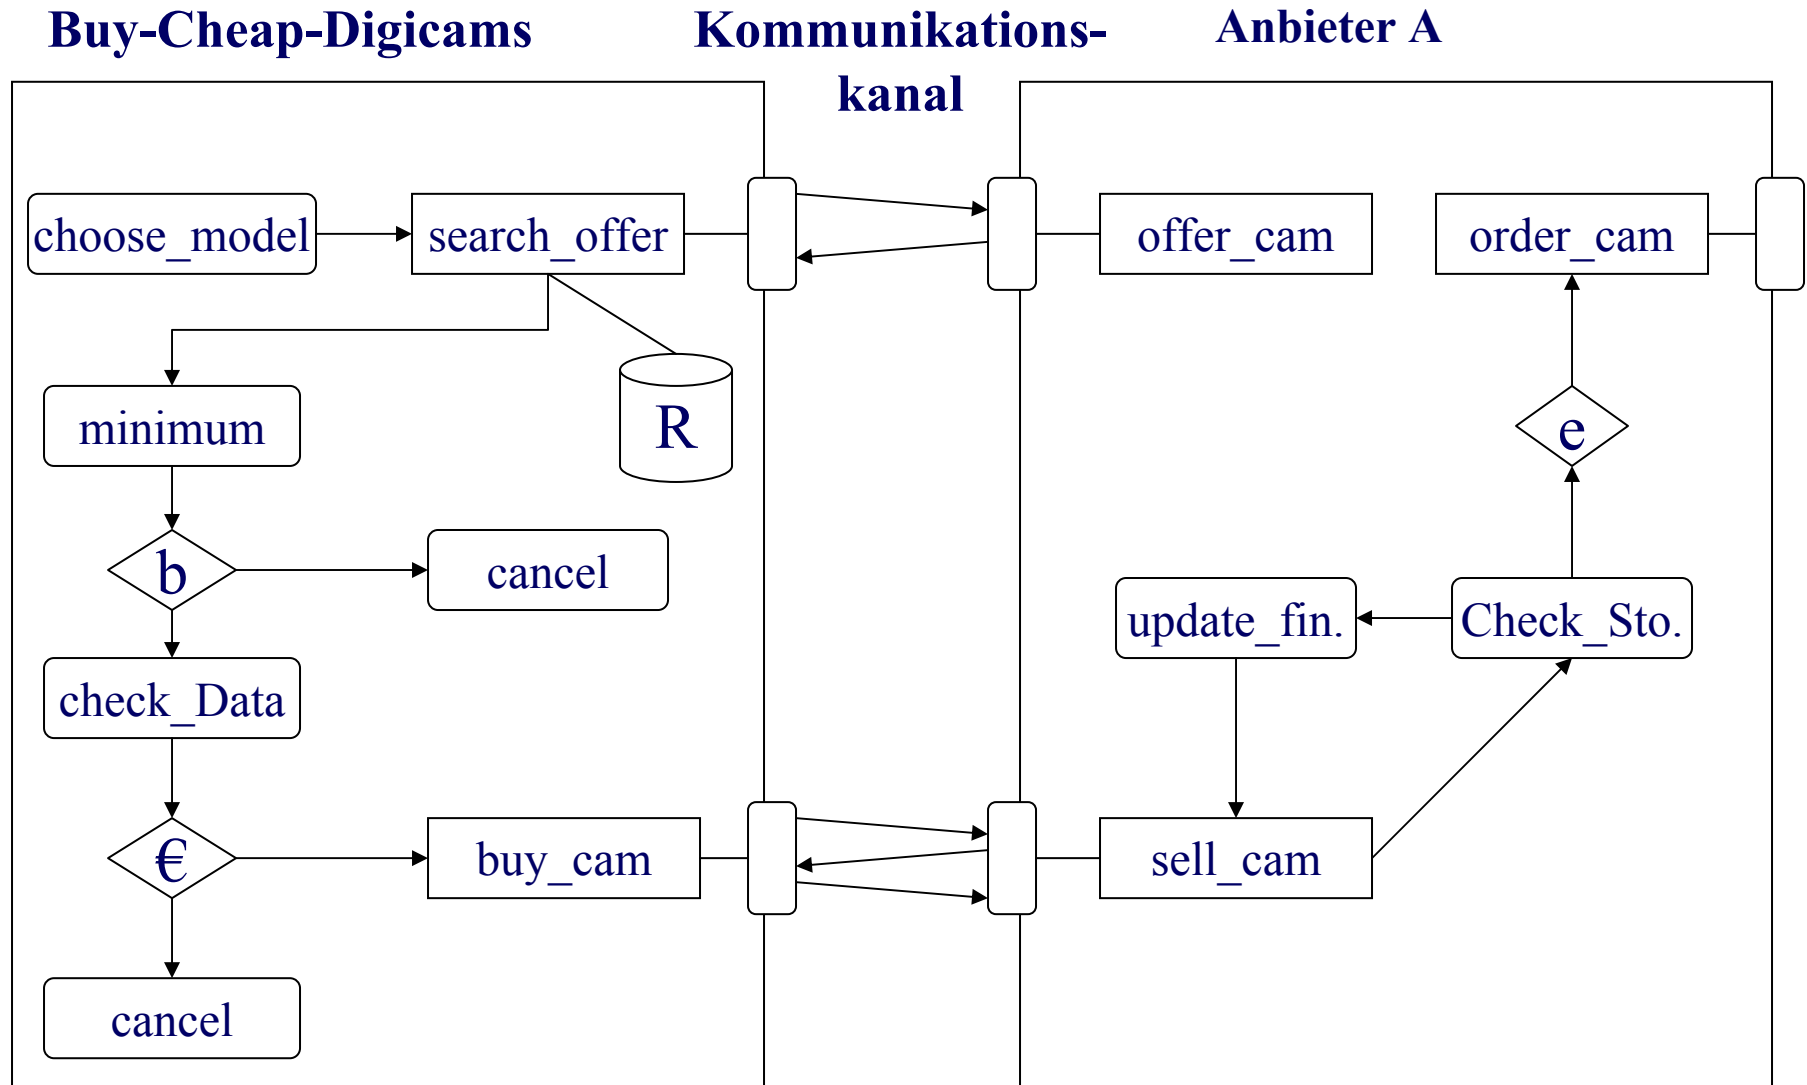 Buy-Cheap-Digicams
Kommunikations-
kanal
Anbieter A
choose_model
search_offer
offer_cam
order_cam
minimum
R
e
b
cancel
update_fin.
Check_Sto.
check_Data
€
buy_cam
sell_cam
cancel